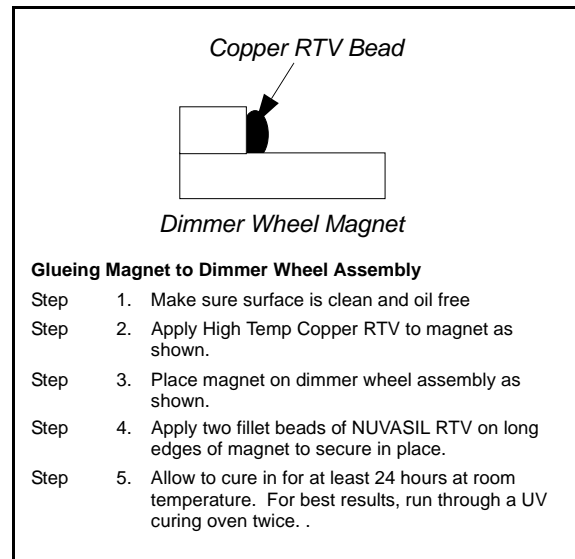 Copper RTV Bead
Dimmer Wheel Magnet
Glueing Magnet to Dimmer Wheel Assembly
Step 1. Make sure surface is clean and oil free
Step 2. Apply High Temp Copper RTV to magnet as
shown.
Step 3. Place magnet on dimmer wheel assembly as
shown.
Step 4. Apply two fillet beads of NUVASIL RTV on long
edges of magnet to secure in place.
Step 5. Allow to cure in for at least 24 hours at room
temperature. For best results, run through a UV
curing oven twice. .